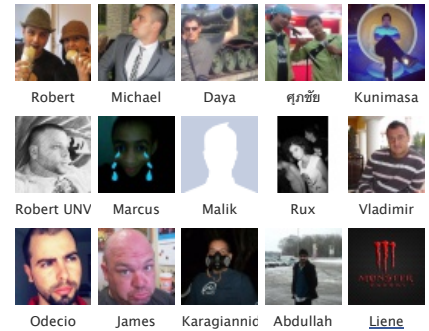 Robert Michael Daya ศุภชัย Kunimasa
Robert UNV Marcus Malik Rux Vladimir
MONSTER
Odecio James Karagiannid Abdullah Liene